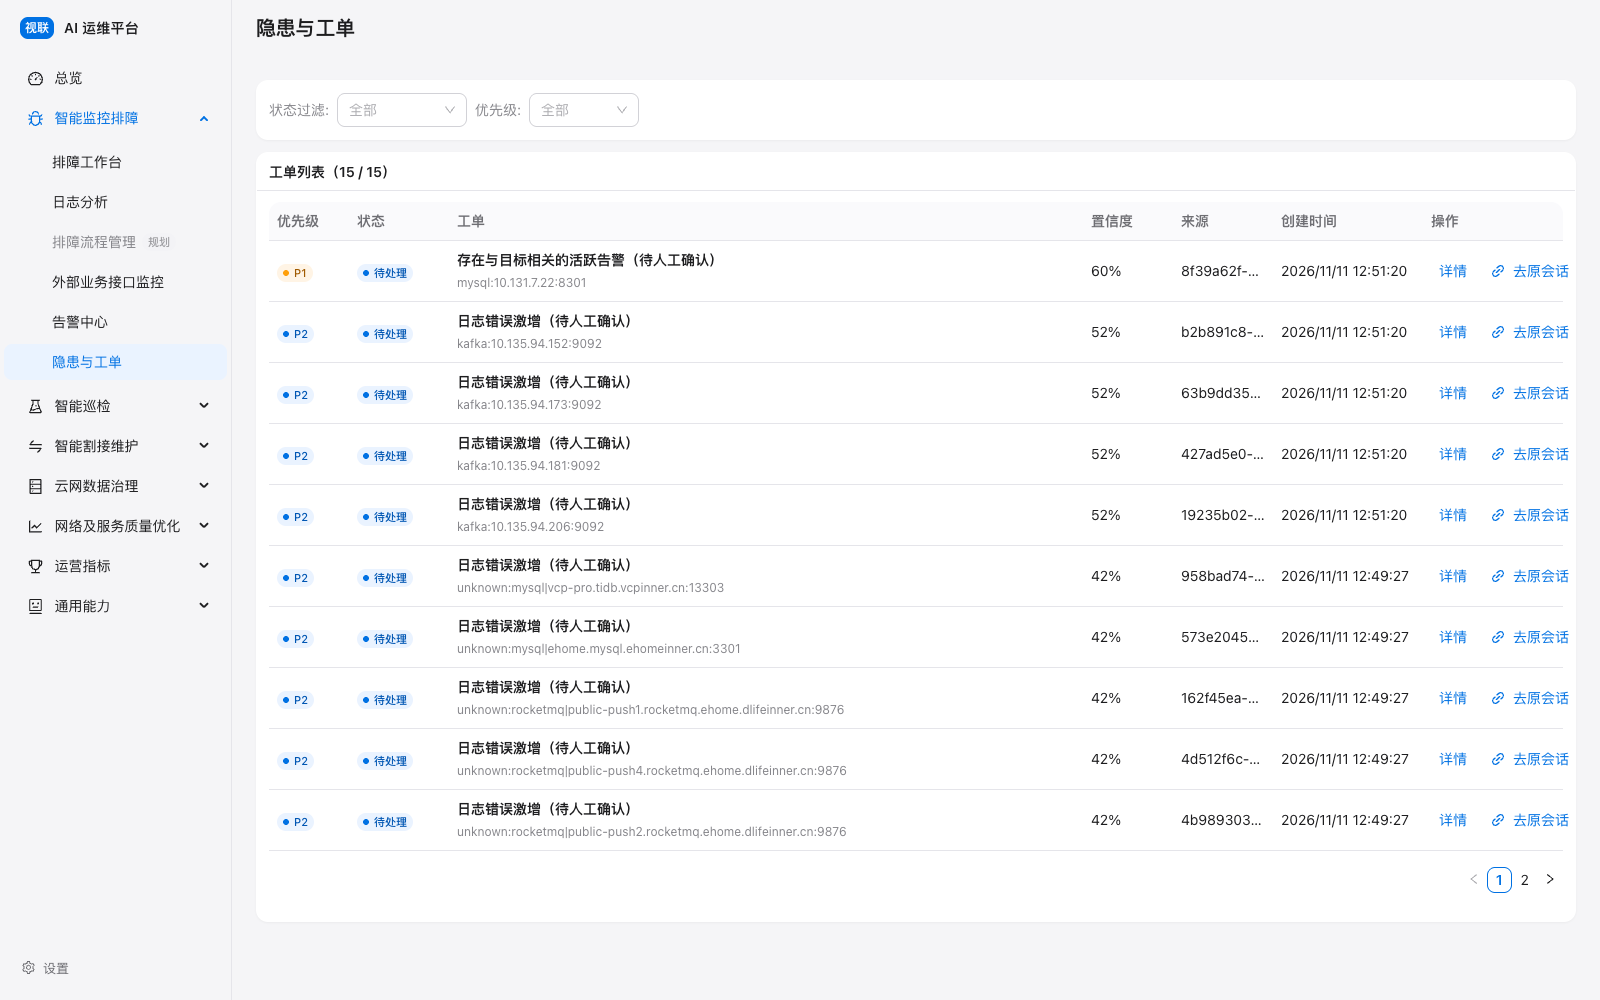 视联 AI 运维平台
总览
智能监控排障
排障工作台
日志分析
排障流程管理 规划
外部业务接口监控
告警中心
隐患与工单
智能巡检
智能割接维护
云网数据治理
网络及服务质量优化
运营指标
通用能力
设置
隐患与工单
状态过滤: 全部 优先级: 全部
工单列表（15 / 15）
优先级 状态 工单 置信度 来源 创建时间 操作
P1 待处理 存在与目标相关的活跃告警（待人工确认） 60% 8f39a62f-... 2026/11/11 12:51:20 详情 去原会话
mysql:10.131.7.22:8301
P2 待处理 日志错误激增（待人工确认） 52% b2b891c8-... 2026/11/11 12:51:20 详情 去原会话
kafka:10.135.94.152:9092
P2 待处理 日志错误激增（待人工确认） 52% 63b9dd35... 2026/11/11 12:51:20 详情 去原会话
kafka:10.135.94.173:9092
P2 待处理 日志错误激增（待人工确认） 52% 427ad5e0-... 2026/11/11 12:51:20 详情 去原会话
kafka:10.135.94.181:9092
P2 待处理 日志错误激增（待人工确认） 52% 19235b02-... 2026/11/11 12:51:20 详情 去原会话
kafka:10.135.94.206:9092
P2 待处理 日志错误激增（待人工确认） 42% 958bad74-... 2026/11/11 12:49:27 详情 去原会话
unknown:mysql|vcp-pro.tidb.vcpinner.cn:13303
P2 待处理 日志错误激增（待人工确认） 42% 573e2045... 2026/11/11 12:49:27 详情 去原会话
unknown:mysql|ehome.mysql.ehomeinner.cn:3301
P2 待处理 日志错误激增（待人工确认） 42% 162f45ea-... 2026/11/11 12:49:27 详情 去原会话
unknown:rocketmq|public-push1.rocketmq.ehome.dlifeinner.cn:9876
P2 待处理 日志错误激增（待人工确认） 42% 4d512f6c-... 2026/11/11 12:49:27 详情 去原会话
unknown:rocketmq|public-push4.rocketmq.ehome.dlifeinner.cn:9876
P2 待处理 日志错误激增（待人工确认） 42% 4b989303... 2026/11/11 12:49:27 详情 去原会话
unknown:rocketmq|public-push2.rocketmq.ehome.dlifeinner.cn:9876
1 2